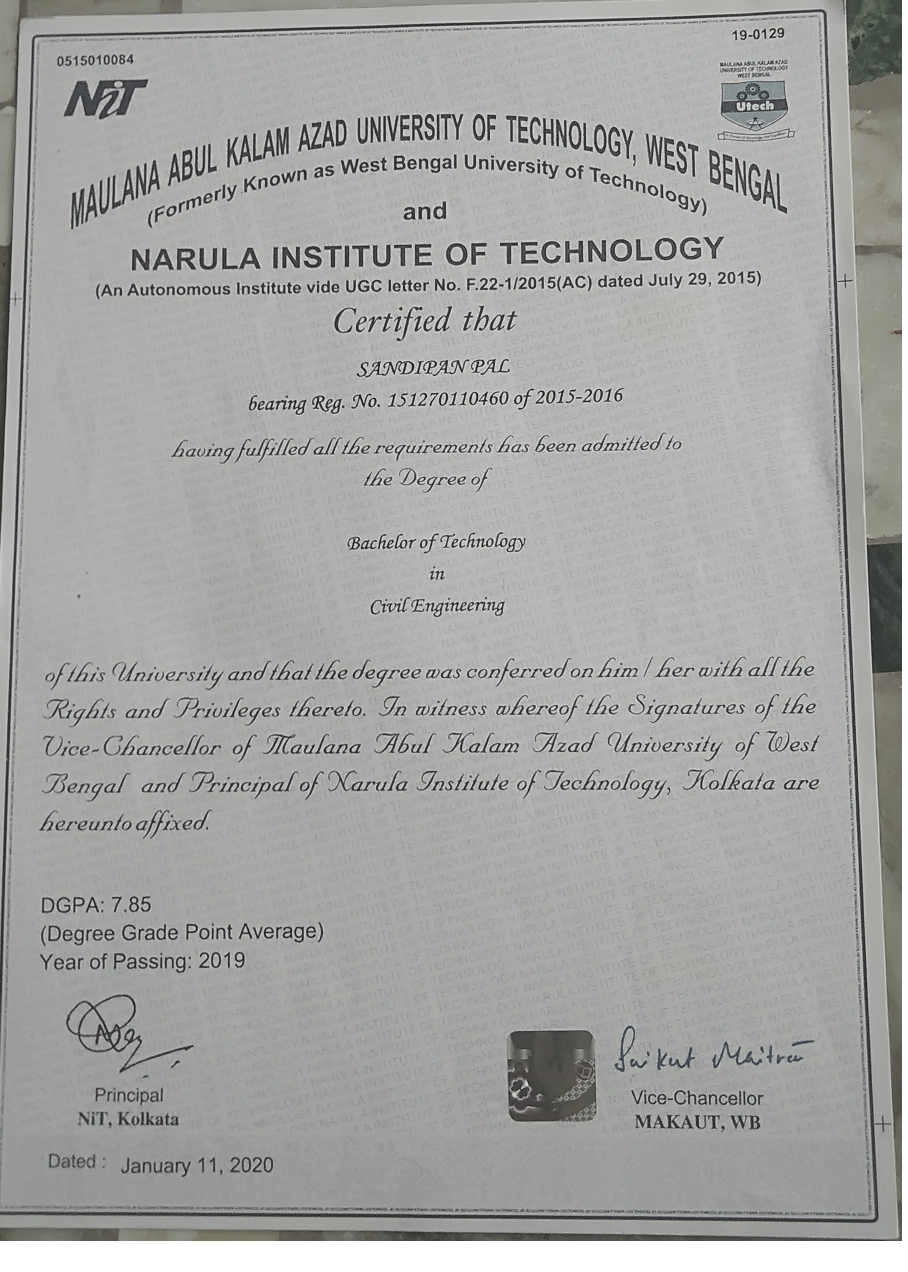 0515010084
19-0129
NiT
MAULANA ABUL KALAM AZAD
UNIVERSITY OF TECHNOLOGY
WEST BENGAL
Utech
MAULANA ABUL KALAM AZAD UNIVERSITY OF TECHNOLOGY, WEST BENGAL
(Formerly Known as West Bengal University of Technology)
and
NARULA INSTITUTE OF TECHNOLOGY
(An Autonomous Institute vide UGC letter No. F.22-1/2015(AC) dated July 29, 2015)
Certified that
SANDIPAN PAL
bearing Reg. No. 151270110460 of 2015-2016
having fulfilled all the requirements has been admitted to
the Degree of
Bachelor of Technology
in
Civil Engineering
of this University and that the degree was conferred on him / her with all the
Rights and Privileges thereto. In witness whereof the Signatures of the
Vice-Chancellor of Maulana Abul Kalam Azad University of West
Bengal and Principal of Narula Institute of Technology, Kolkata are
hereunto affixed.
DGPA: 7.85
(Degree Grade Point Average)
Year of Passing: 2019
Saikat Maitra
Principal
NiT, Kolkata
Vice-Chancellor
MAKAUT, WB
Dated : January 11, 2020